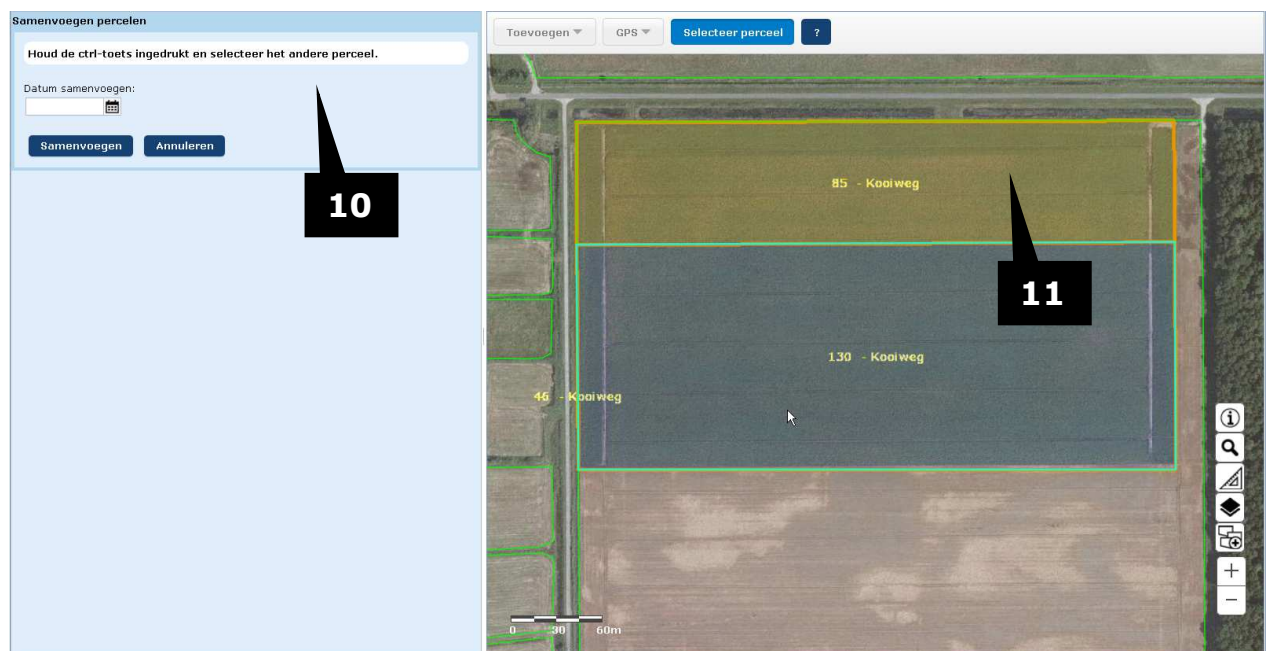 Samenvoegen percelen
Houd de ctrl-toets ingedrukt en selecteer het andere perceel.
Datum samenvoegen:
Samenvoegen Annuleren
10
Toevoegen GPS Selecteer perceel ?
85 - Kooiweg
11
130 - Kooiweg
46 - Kooiweg
0 30 60m